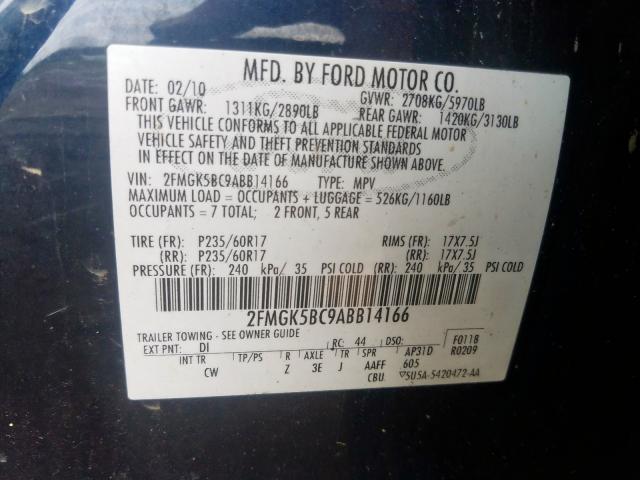 MFD. BY FORD MOTOR CO.
DATE: 02/10 GVWR: 2708KG/5970LB
FRONT GAWR: 1311KG/2890LB REAR GAWR: 1420KG/3130LB
THIS VEHICLE CONFORMS TO ALL APPLICABLE FEDERAL MOTOR
VEHICLE SAFETY AND BUMPER STANDARDS
IN EFFECT ON THE DATE OF MANUFACTURE SHOWN ABOVE.
VIN: 2FMGK5BC9ABB14166 TYPE: MPV
MAXIMUM LOAD = OCCUPANTS + LUGGAGE = 526KG/1160LB
OCCUPANTS = 7 TOTAL; 2 FRONT, 5 REAR
TIRE (FR): P235/60R17 RIMS (FR): 17X7.5J
(RR): P235/60R17 (RR): 17X7.5J
PRESSURE (FR): 240 kPa/ 35 PSI COLD (RR): 240 kPa/ 35 PSI COLD
2FMGK5BC9ABB14166
TRAILER TOWING - SEE OWNER GUIDE
EXT PNT: DI RC: 44 DSO: F0118
INT TR TP/PS R AXLE TR SPR AP31D R0209
CW Z 3E J AAFF 605
CBU 5U5A-5420472-AA